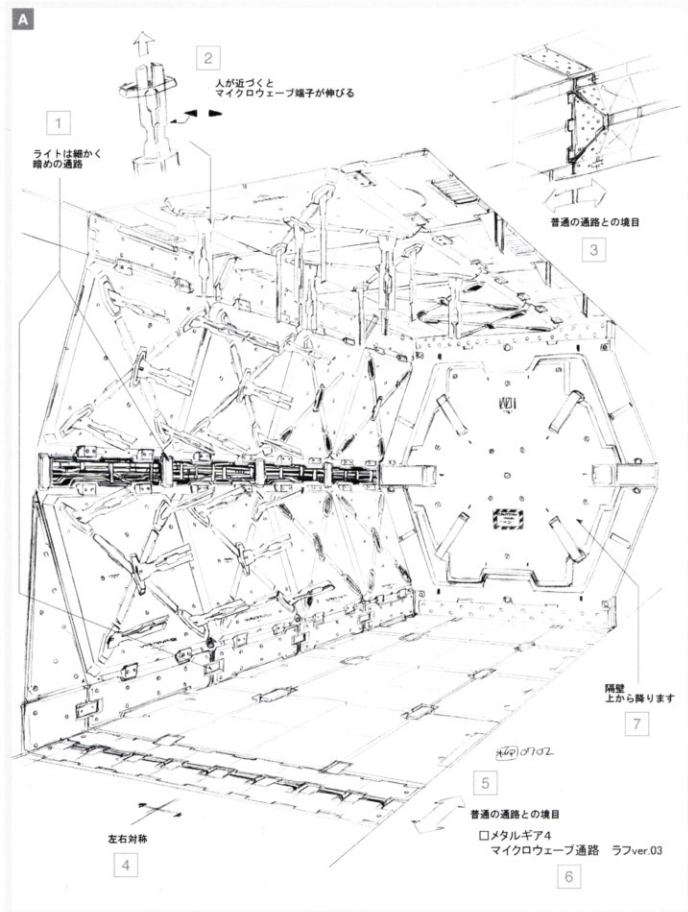 A
2
人が近づくと
マイクロウェーブ端子が伸びる
1
ライトは細かく
暗めの通路
普通の通路との境目
3
隔壁
上から降ります
7
0702
5
普通の通路との境目
左右対称
4
□メタルギア4
マイクロウェーブ通路 ラフver.03
6